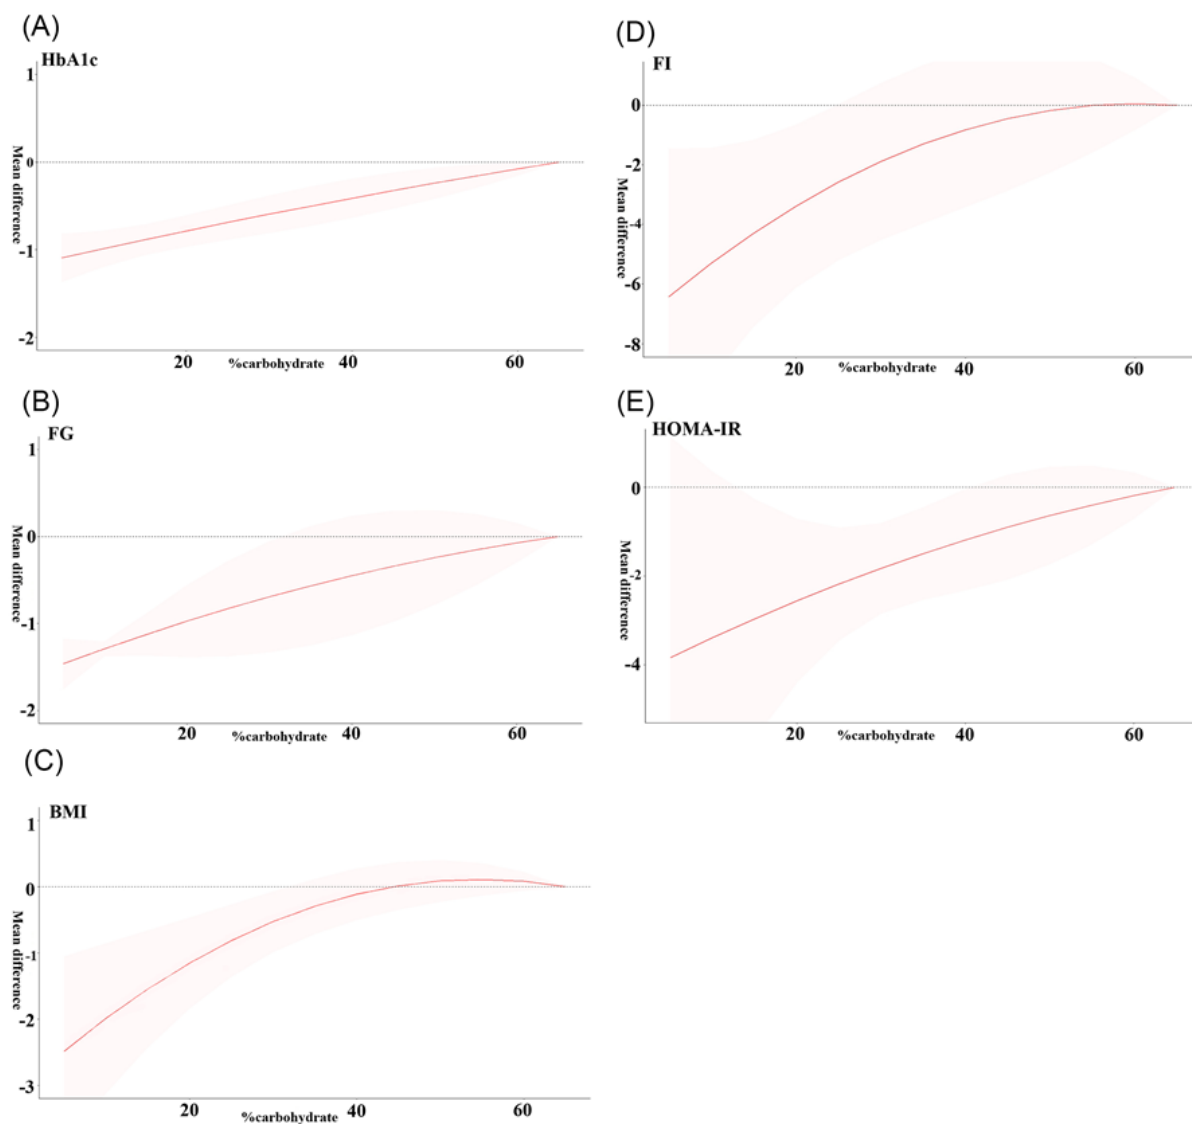 (A)
HbA1c
1
0
-1
-2
Mean difference
20
%carbohydrate
40
60
(B)
FG
1
0
-1
-2
Mean difference
20
%carbohydrate
40
60
(C)
BMI
1
0
-1
-2
-3
Mean difference
20
%carbohydrate
40
60
(D)
FI
0
-2
-4
-6
-8
Mean difference
20
%carbohydrate
40
60
(E)
HOMA-IR
0
-2
-4
Mean difference
20
%carbohydrate
40
60